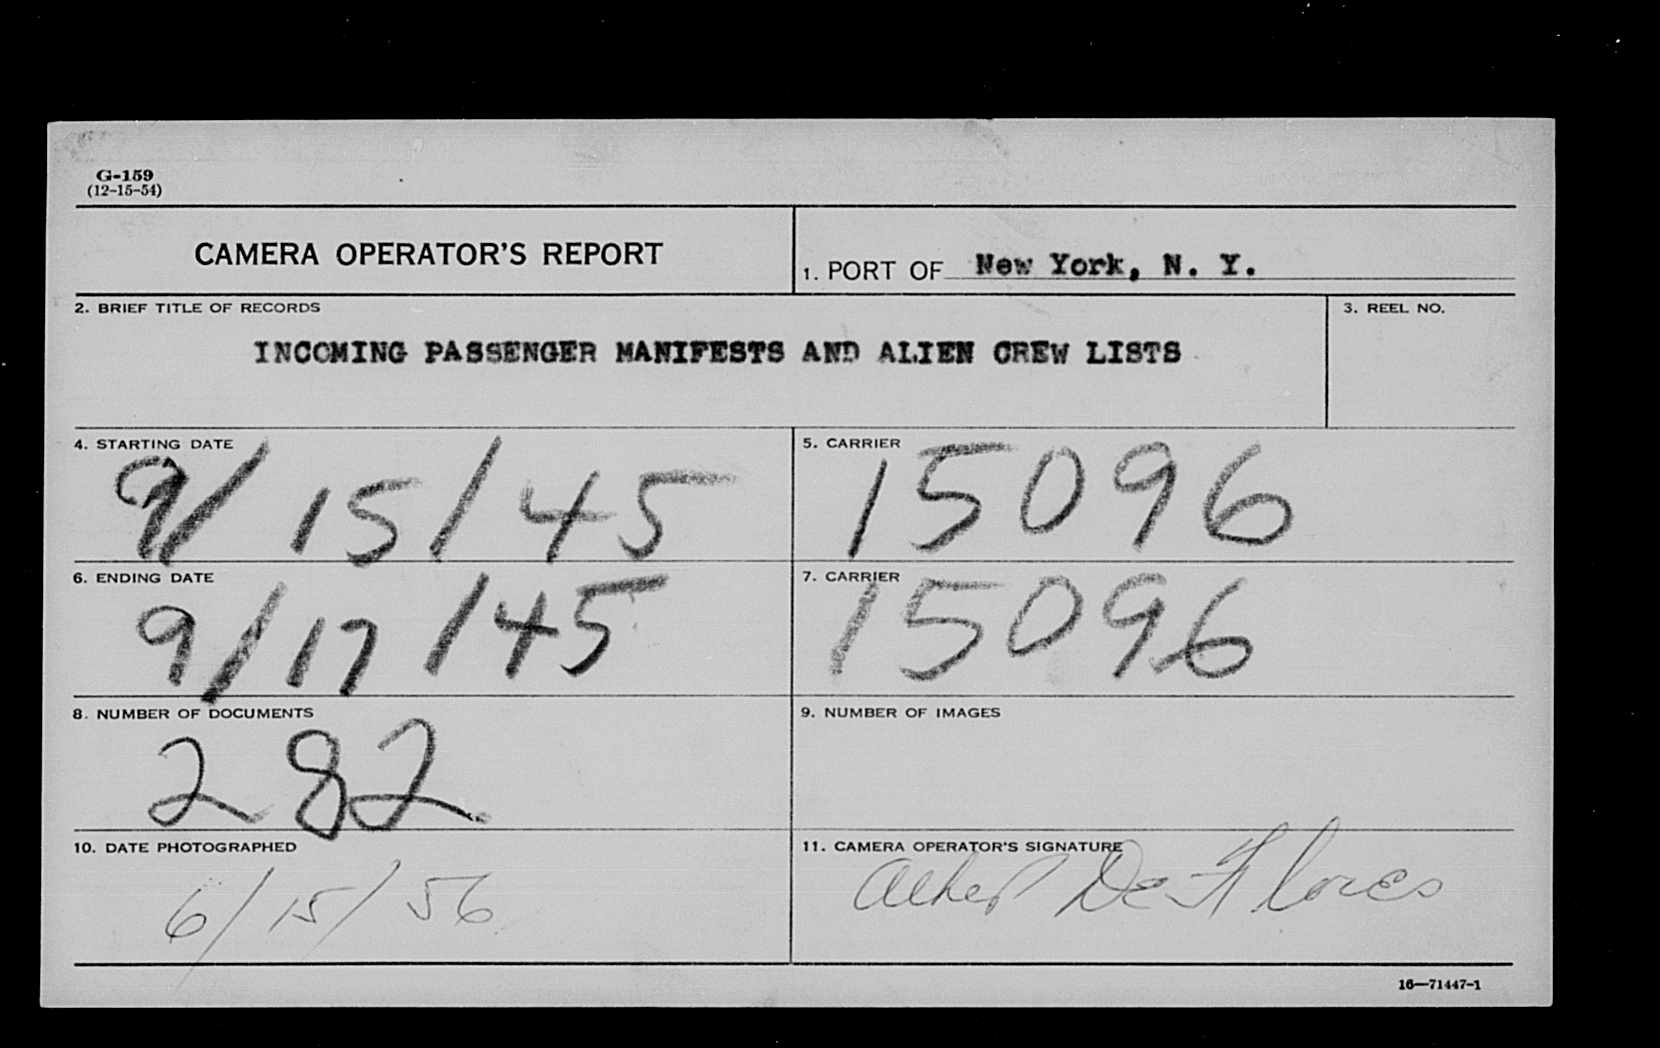 G-159
(12-15-54)
CAMERA OPERATOR'S REPORT
1. PORT OF New York, N. Y.
2. BRIEF TITLE OF RECORDS
3. REEL NO.
INCOMING PASSENGER MANIFESTS AND ALIEN CREW LISTS
4. STARTING DATE
9/15/45
5. CARRIER
15096
6. ENDING DATE
9/17/45
7. CARRIER
15096
8. NUMBER OF DOCUMENTS
282
9. NUMBER OF IMAGES
10. DATE PHOTOGRAPHED
6/15/56
11. CAMERA OPERATOR'S SIGNATURE
De Flores
16—71447-1